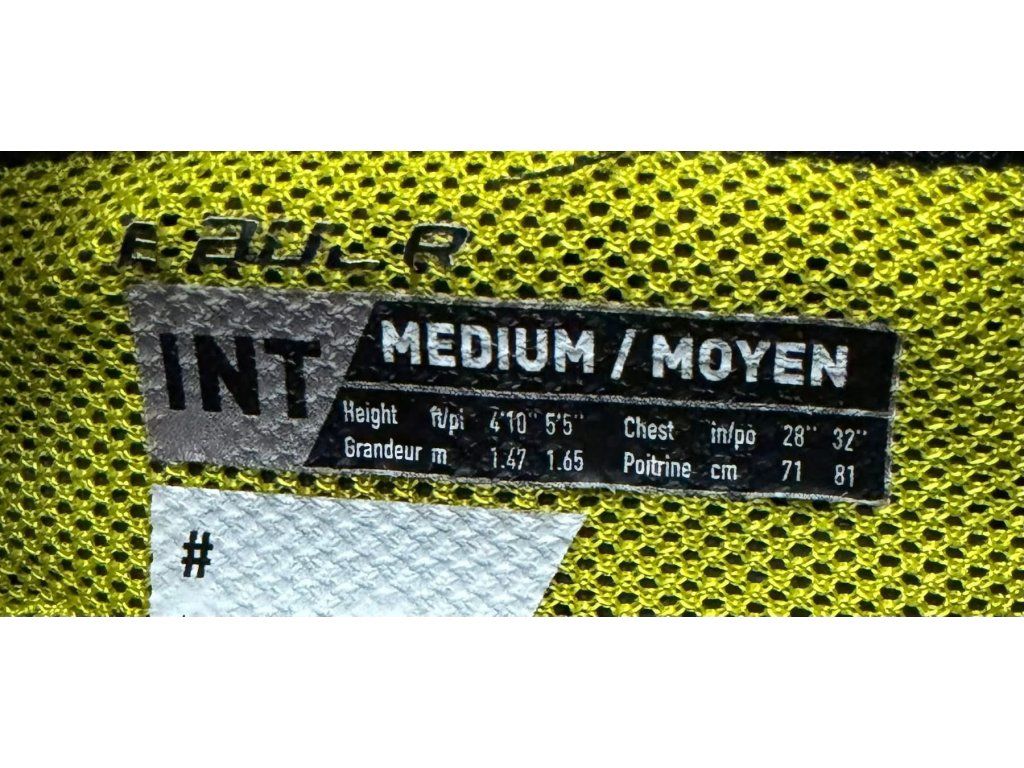 BAUER
INT
MEDIUM / MOYEN
Height ft/pi 4'10" 5'5" Chest in/po 28" 32"
Grandeur m 1.47 1.65 Poitrine cm 71 81
#